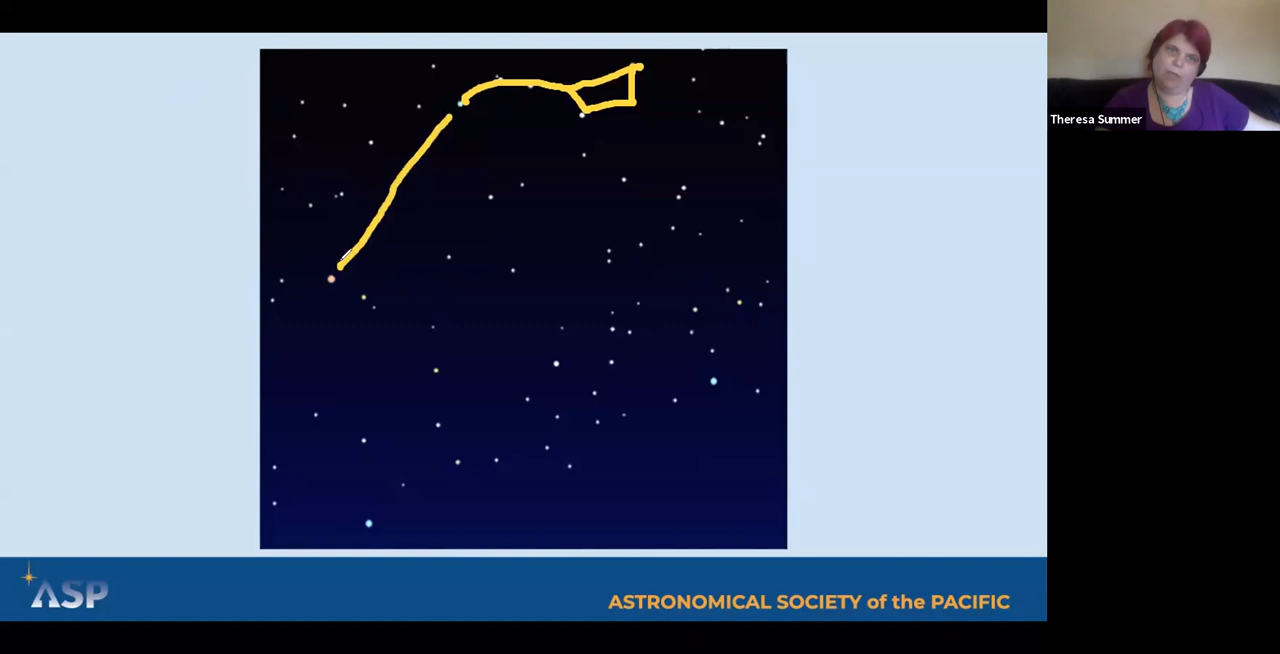 Theresa Summer
ASP
ASTRONOMICAL SOCIETY of the PACIFIC